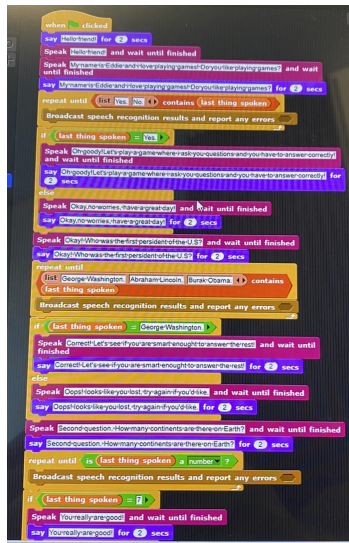 when clicked
say Hello friend! for 2 secs
Speak Hello friend! and wait until finished
Speak My name is Eddie and I love playing games! Do you like playing games? and wait
until finished
say My name is Eddie and I love playing games! Do you like playing games? for 2 secs
repeat until list Yes. No. contains last thing spoken
Broadcast speech recognition results and report any errors
if last thing spoken = Yes.
Speak Oh goody! Let's play a game where I ask you questions and you have to answer correctly!
and wait until finished
say Oh goody! Let's play a game where I ask you questions and you have to answer correctly! for
2 secs
else
Speak Okay, no worries, have a great day! and wait until finished
say Okay, no worries, have a great day! for 2 secs
Speak Okay! Who was the first persident of the U.S? and wait until finished
say Okay! Who was the first persident of the U.S? for 2 secs
repeat until
list George Washington. Abraham Lincoln. Burak Obama. contains
last thing spoken
Broadcast speech recognition results and report any errors
if last thing spoken = George Washington.
Speak Correct! Let's see if you are smart enought to answer the rest! and wait until
finished
say Correct! Let's see if you are smart enought to answer the rest! for 2 secs
else
Speak Oops! looks like you lost, try again if you'd like. and wait until finished
say Oops! looks like you lost, try again if you'd like. for 2 secs
Speak Second question. How many continents are there on Earth? and wait until finished
say Second question. How many continents are there on Earth? for 2 secs
repeat until is last thing spoken a number ?
Broadcast speech recognition results and report any errors
if last thing spoken = 7
Speak You really are good! and wait until finished
say You really are good! for 2 secs